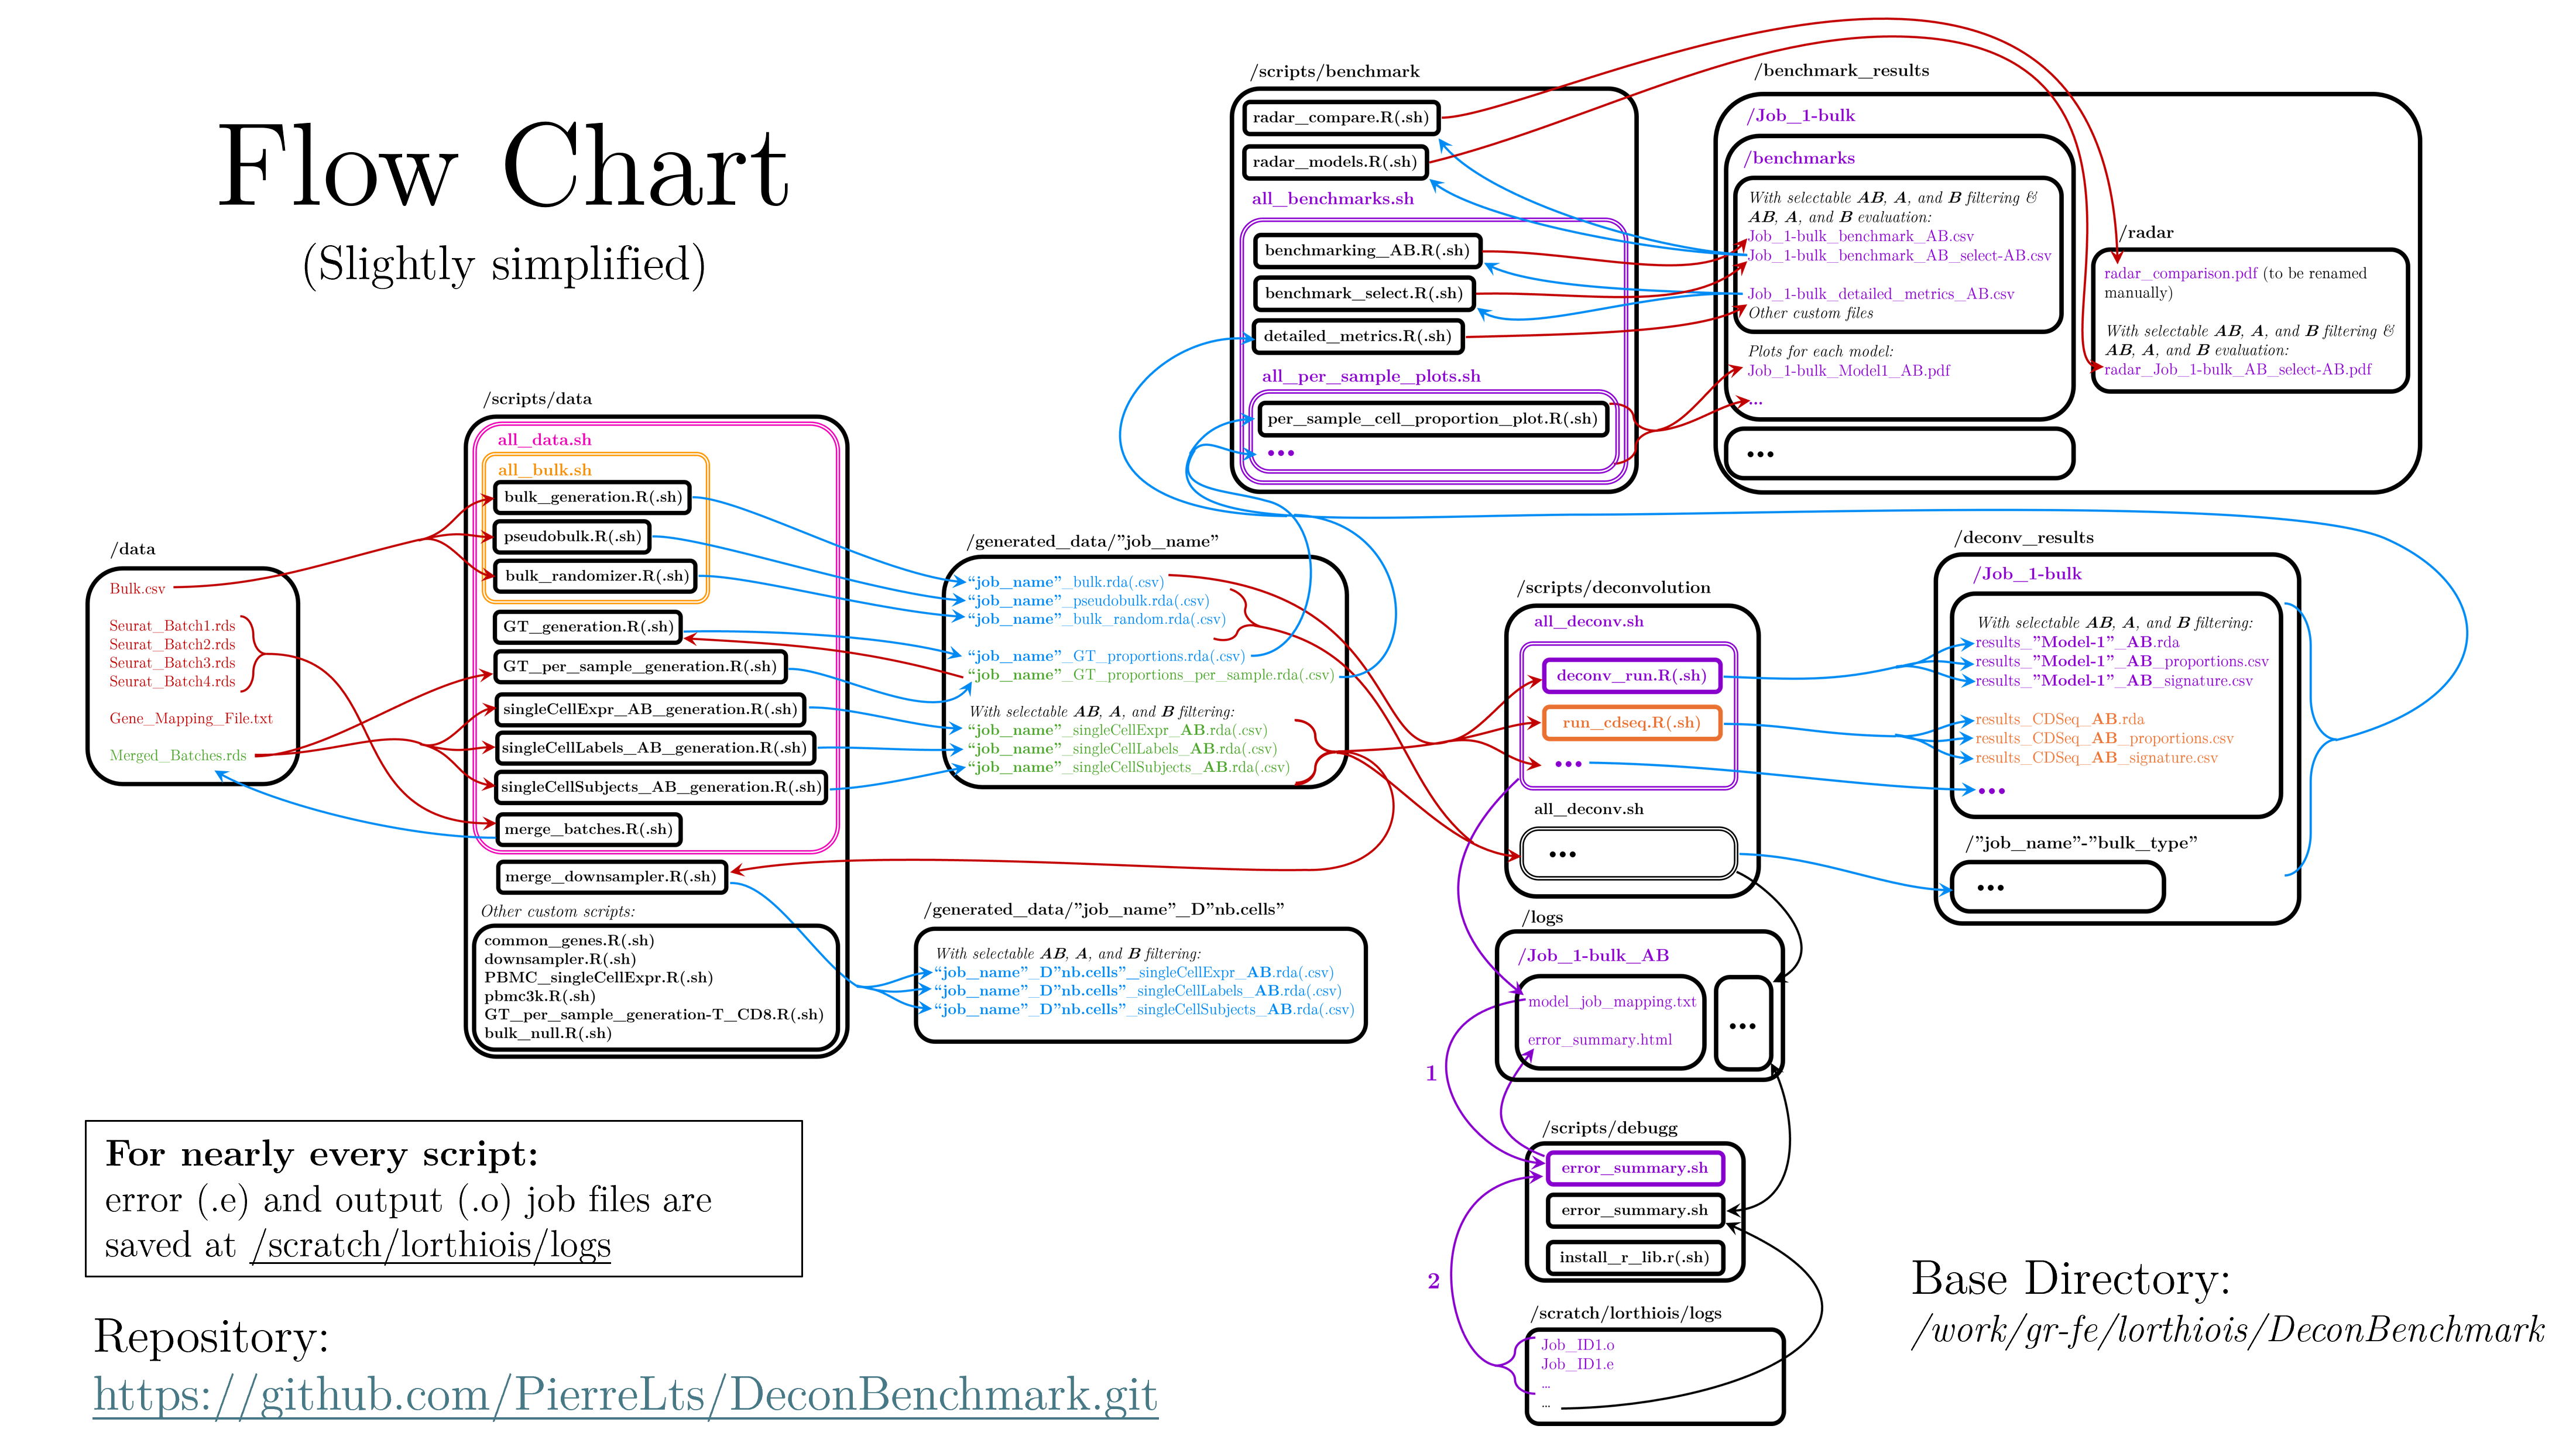 Flow Chart
(Slightly simplified)
/data
Bulk.csv
Seurat_Batch1.rds
Seurat_Batch2.rds
Seurat_Batch3.rds
Seurat_Batch4.rds
Gene_Mapping_File.txt
Merged_Batches.rds
/scripts/data
all_data.sh
all_bulk.sh
bulk_generation.R(.sh)
pseudobulk.R(.sh)
bulk_randomizer.R(.sh)
GT_generation.R(.sh)
GT_per_sample_generation.R(.sh)
singleCellExpr_AB_generation.R(.sh)
singleCellLabels_AB_generation.R(.sh)
singleCellSubjects_AB_generation.R(.sh)
merge_batches.R(.sh)
merge_downsampler.R(.sh)
Other custom scripts:
common_genes.R(.sh)
downsampler.R(.sh)
PBMC_singleCellExpr.R(.sh)
pbmc3k.R(.sh)
GT_per_sample_generation-T_CD8.R(.sh)
bulk_null.R(.sh)
/generated_data/”job_name”
“job_name”_bulk.rda(.csv)
“job_name”_pseudobulk.rda(.csv)
“job_name”_bulk_random.rda(.csv)
“job_name”_GT_proportions.rda(.csv)
“job_name”_GT_proportions_per_sample.rda(.csv)
With selectable AB, A, and B filtering:
“job_name”_singleCellExpr_AB.rda(.csv)
“job_name”_singleCellLabels_AB.rda(.csv)
“job_name”_singleCellSubjects_AB.rda(.csv)
/generated_data/”job_name”_D”nb.cells”
With selectable AB, A, and B filtering:
“job_name”_D”nb.cells”_singleCellExpr_AB.rda(.csv)
“job_name”_D”nb.cells”_singleCellLabels_AB.rda(.csv)
“job_name”_D”nb.cells”_singleCellSubjects_AB.rda(.csv)
/scripts/benchmark
radar_compare.R(.sh)
radar_models.R(.sh)
all_benchmarks.sh
benchmarking_AB.R(.sh)
benchmark_select.R(.sh)
detailed_metrics.R(.sh)
all_per_sample_plots.sh
per_sample_cell_proportion_plot.R(.sh)
...
/benchmark_results
/Job_1-bulk
/benchmarks
With selectable AB, A, and B filtering &
AB, A, and B evaluation:
Job_1-bulk_benchmark_AB.csv
Job_1-bulk_benchmark_AB_select-AB.csv
Job_1-bulk_detailed_metrics_AB.csv
Other custom files
Plots for each model:
Job_1-bulk_Model1_AB.pdf
...
...
/radar
radar_comparison.pdf (to be renamed
manually)
With selectable AB, A, and B filtering &
AB, A, and B evaluation:
radar_Job_1-bulk_AB_select-AB.pdf
/scripts/deconvolution
all_deconv.sh
deconv_run.R(.sh)
run_cdseq.R(.sh)
...
all_deconv.sh
...
/deconv_results
/Job_1-bulk
With selectable AB, A, and B filtering:
results_”Model-1”_AB.rda
results_”Model-1”_AB_proportions.csv
results_”Model-1”_AB_signature.csv
results_CDSeq_AB.rda
results_CDSeq_AB_proportions.csv
results_CDSeq_AB_signature.csv
...
/”job_name”-”bulk_type”
...
/logs
/Job_1-bulk_AB
model_job_mapping.txt
error_summary.html
...
1
/scripts/debugg
error_summary.sh
error_summary.sh
install_r_lib.r(.sh)
2
/scratch/lorthiois/logs
Job_ID1.o
Job_ID1.e
...
...
For nearly every script:
error (.e) and output (.o) job files are
saved at /scratch/lorthiois/logs
Repository:
https://github.com/PierreLts/DeconBenchmark.git
Base Directory:
/work/gr-fe/lorthiois/DeconBenchmark